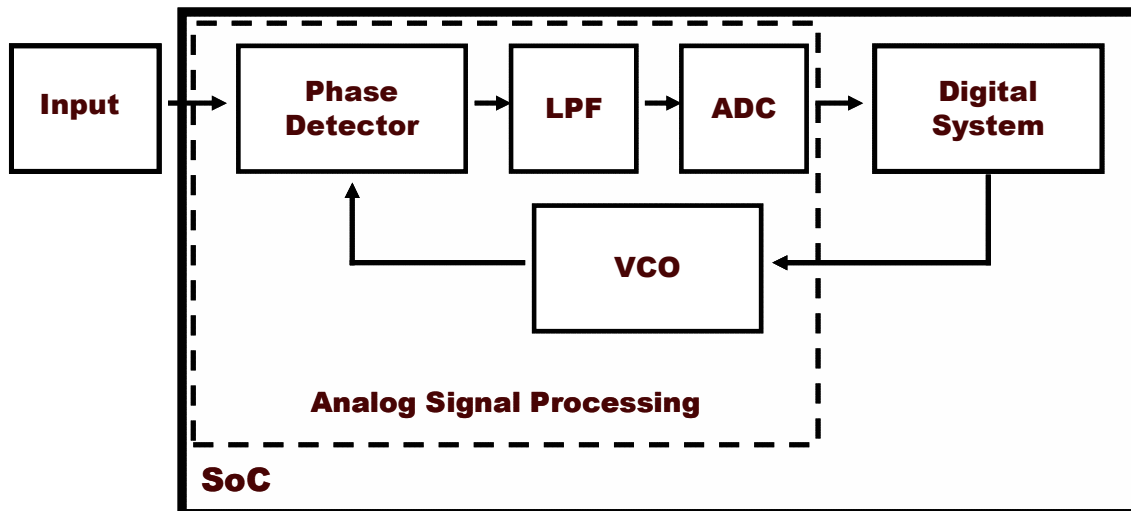 Input
Phase
Detector
LPF
ADC
Digital
System
VCO
Analog Signal Processing
SoC